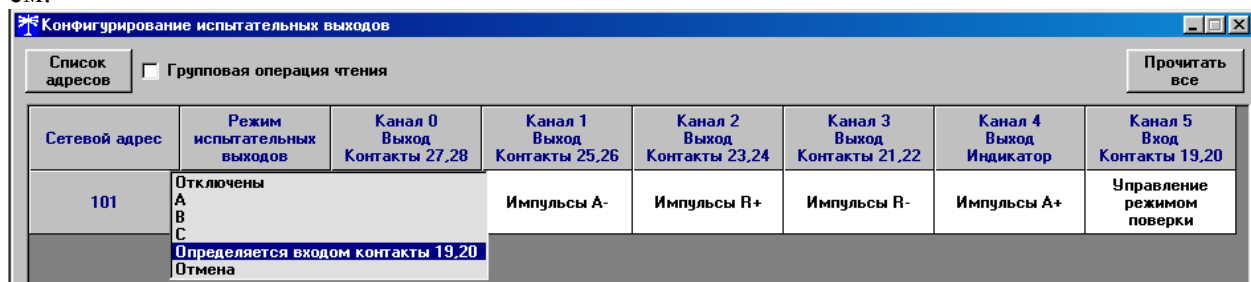 см.
Конфигурирование испытательных выходов
Список
адресов
Групповая операция чтения
Прочитать
все
Сетевой адрес
Режим
испытательных
выходов
Канал 0
Выход
Контакты 27,28
Канал 1
Выход
Контакты 25,26
Канал 2
Выход
Контакты 23,24
Канал 3
Выход
Контакты 21,22
Канал 4
Выход
Индикатор
Канал 5
Вход
Контакты 19,20
101
Отключены
A
B
C
Определяется входом контакты 19,20
Отмена
Импульсы A-
Импульсы R+
Импульсы R-
Импульсы A+
Управление
режимом
поверки